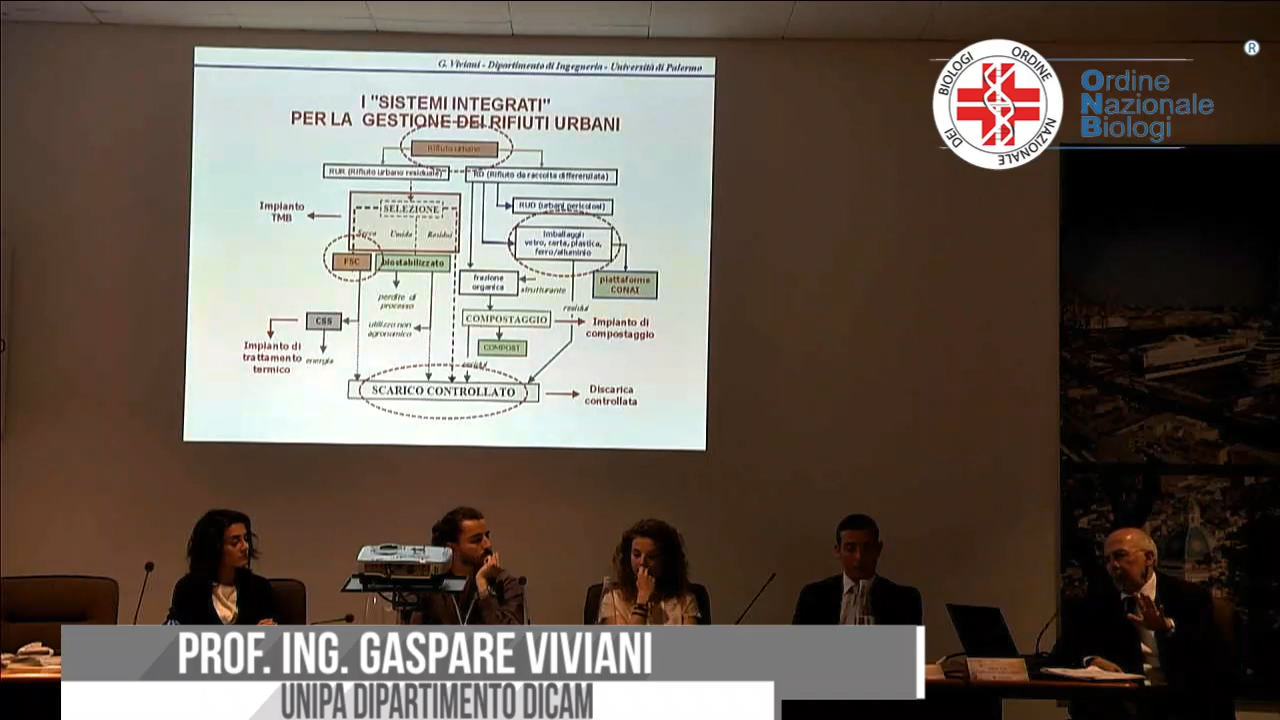 G. Viviani - Dipartimento di Ingegneria - Università di Palermo
I "SISTEMI INTEGRATI"
PER LA GESTIONE DEI RIFIUTI URBANI
Rifiuto urbano
RUR (Rifiuto urbano residuale)
RD (Rifiuto da raccolta differenziata)
Impianto
TMB
SELEZIONE
Secco Umido Residui
RUD (urbani pericolosi)
Imballaggi:
vetro, carta, plastica,
ferro/alluminio
FSC
biostabilizzato
frazione
organica
strutturante
piattaforme
CONAI
perdite di
processo
residui
CSS
utilizzo non
agronomico
COMPOSTAGGIO
Impianto di
compostaggio
Impianto di
trattamento
termico
energia
COMPOST
residui
SCARICO CONTROLLATO
Discarica
controllata
ORDINE NAZIONALE DEI BIOLOGI
Ordine
Nazionale
Biologi
®
PROF. ING. GASPARE VIVIANI
UNIPA DIPARTIMENTO DICAM